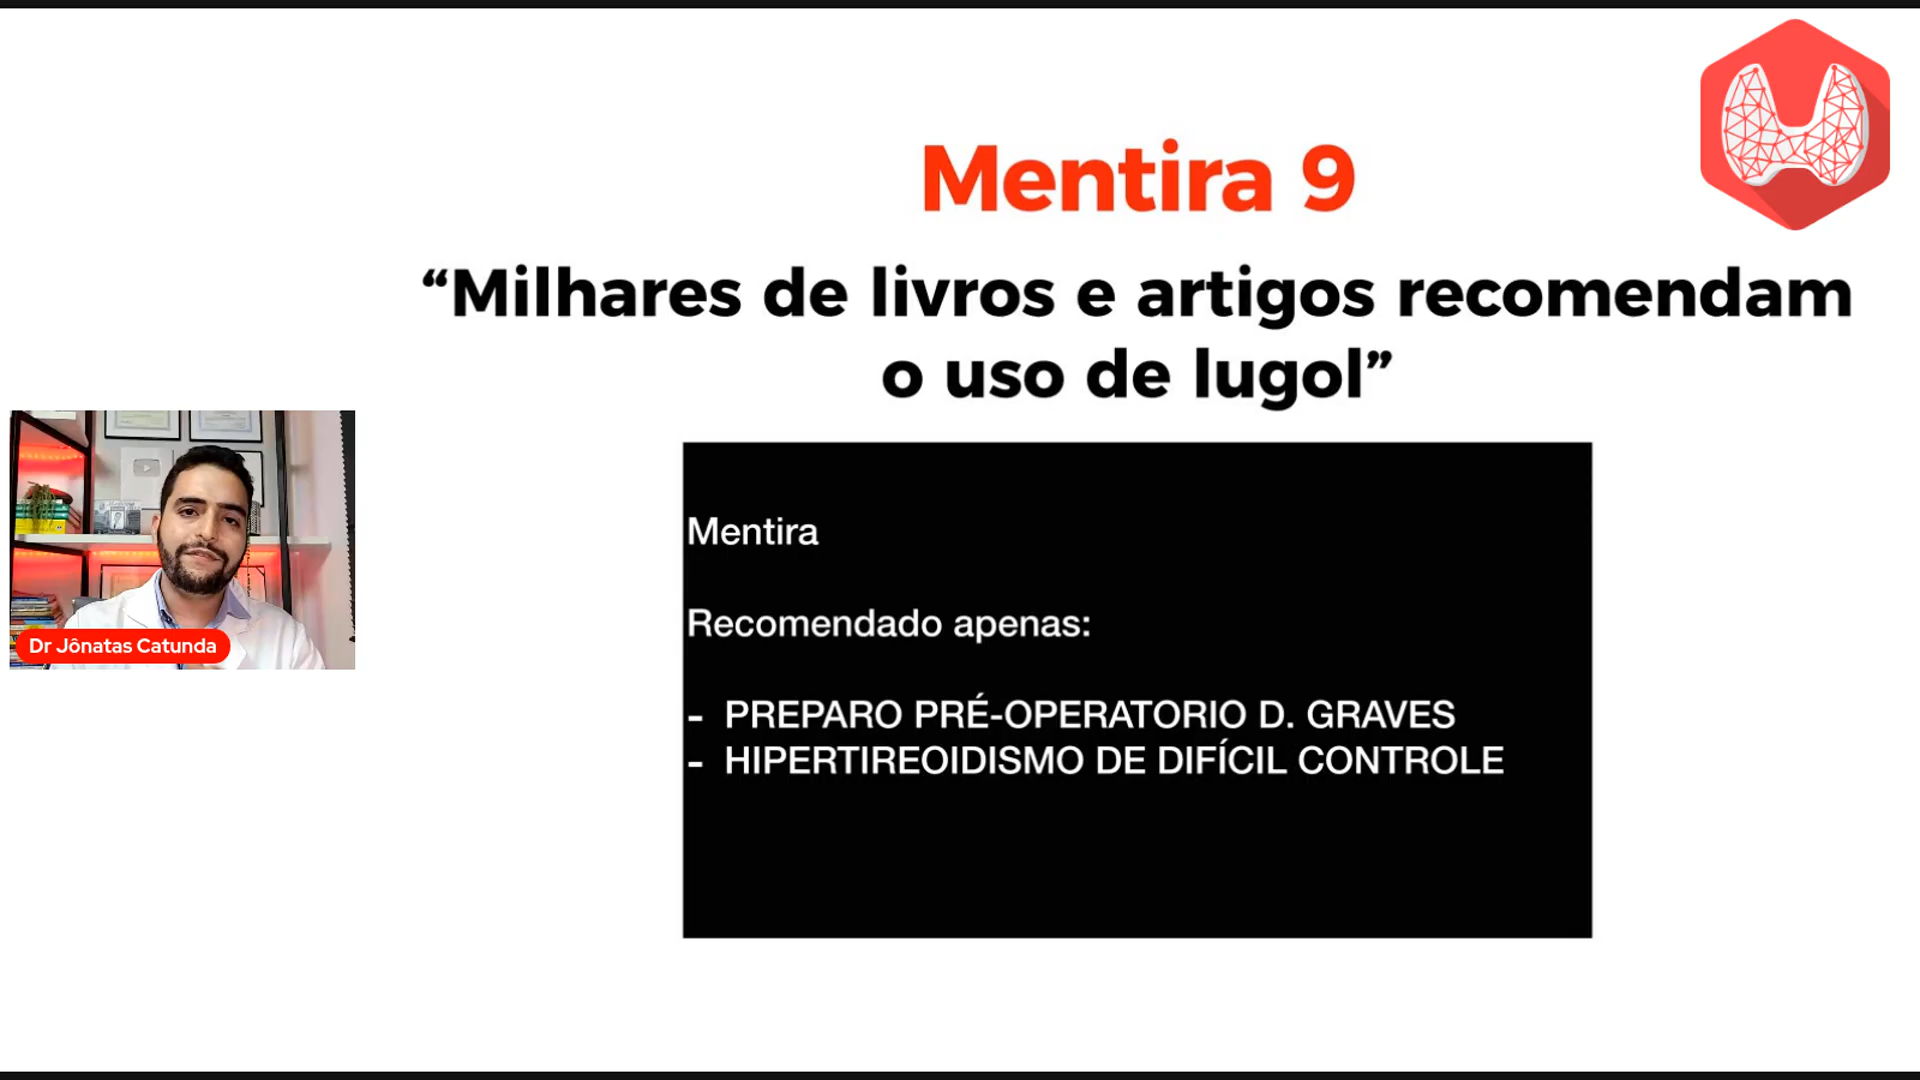 Mentira 9
“Milhares de livros e artigos recomendam
o uso de lugol”
Mentira
Recomendado apenas:
- PREPARO PRÉ-OPERATORIO D. GRAVES
- HIPERTIREOIDISMO DE DIFÍCIL CONTROLE
Dr Jônatas Catunda